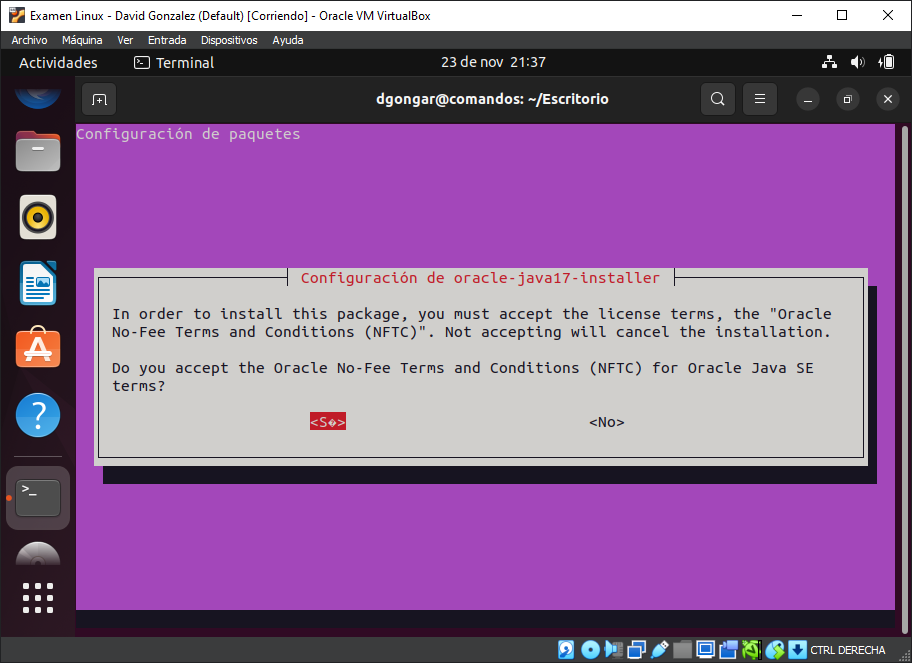 Examen Linux - David Gonzalez (Default) [Corriendo] - Oracle VM VirtualBox
Archivo Máquina Ver Entrada Dispositivos Ayuda
Actividades Terminal 23 de nov 21:37
dgongar@comandos: ~/Escritorio
Configuración de paquetes
Configuración de oracle-java17-installer
In order to install this package, you must accept the license terms, the "Oracle
No-Fee Terms and Conditions (NFTC)". Not accepting will cancel the installation.
Do you accept the Oracle No-Fee Terms and Conditions (NFTC) for Oracle Java SE
terms?
<S�> <No>
CTRL DERECHA